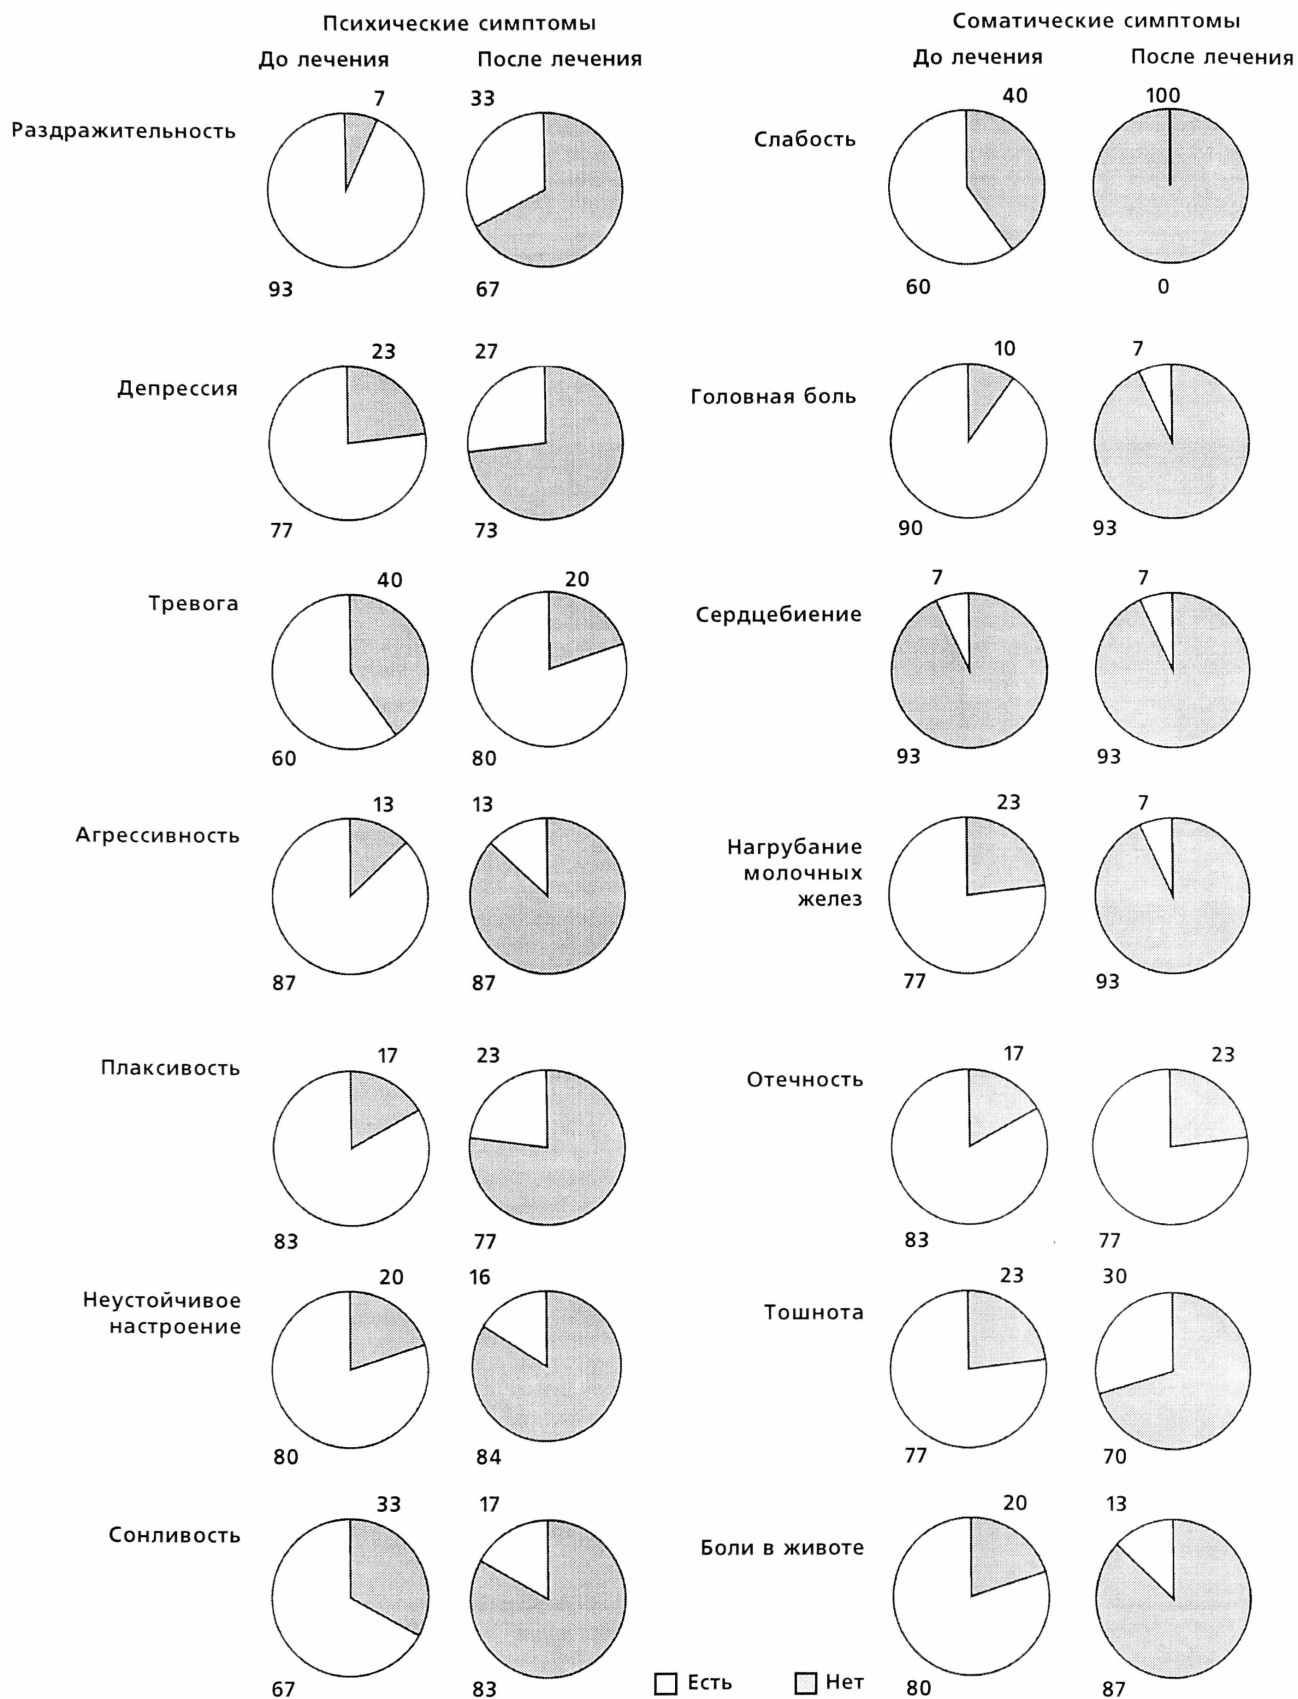 Психические симптомы
До лечения После лечения
Раздражительность
7
33
93
67
Депрессия
23
27
77
73
Тревога
40
20
60
80
Агрессивность
13
13
87
87
Плаксивость
17
23
83
77
Неустойчивое
настроение
20
16
80
84
Сонливость
33
17
67
83
Соматические симптомы
До лечения После лечения
Слабость
40
100
60
0
Головная боль
10
7
90
93
Сердцебиение
7
7
93
93
Нагрубание
молочных
желез
23
7
77
93
Отечность
17
23
83
77
Тошнота
23
30
77
70
Боли в животе
20
13
80
87
Есть Нет